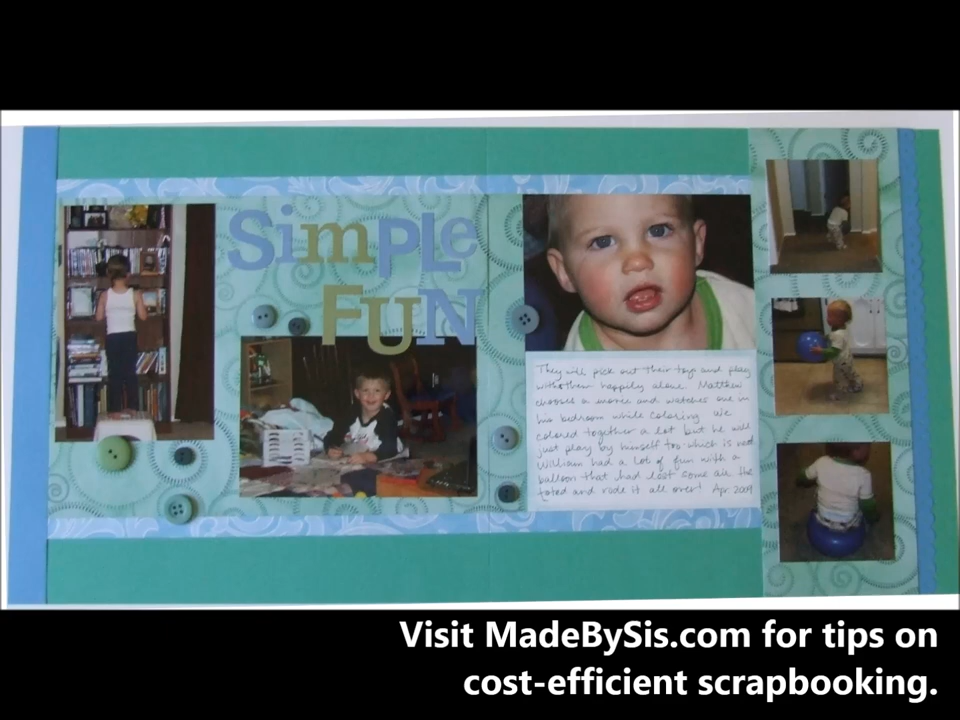 Simple
FUN
They will pick out their toys and play
with them happily alone. Matthew
chooses a movie and watches one in
his bedroom while coloring. We
colored together a lot but he will
just play by himself too which is neat
William had a lot of fun with a
balloon that had lost some air. He
and rode it all over! Apr. 2009
Visit MadeBySis.com for tips on
cost-efficient scrapbooking.